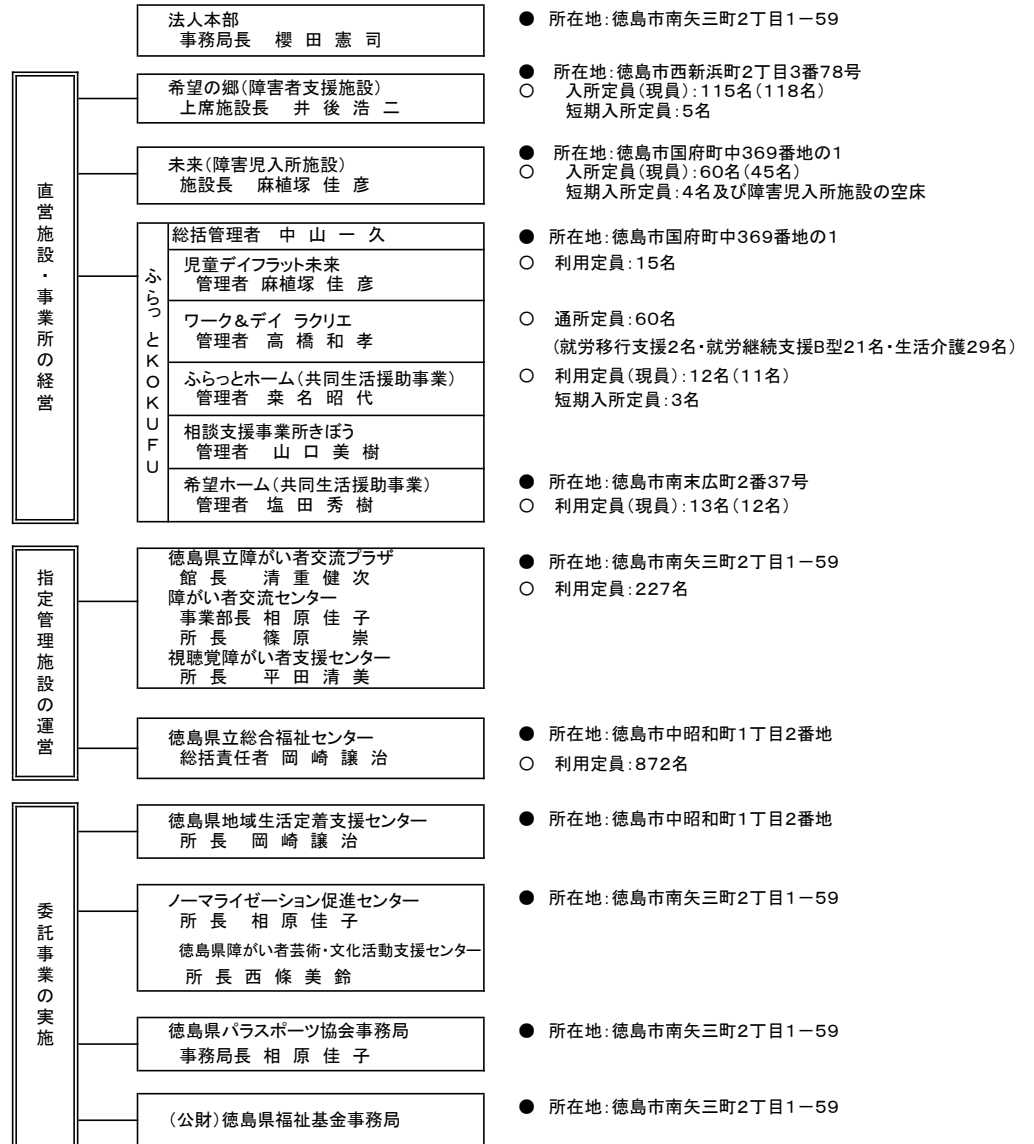 法人本部
事務局長 櫻田憲司
● 所在地:徳島市南矢三町2丁目1-59
直営施設・事業所の経営
希望の郷(障害者支援施設)
上席施設長 井後浩二
● 所在地:徳島市西新浜町2丁目3番78号
○ 入所定員(現員):115名(118名)
短期入所定員:5名
未来(障害児入所施設)
施設長 麻植塚佳彦
● 所在地:徳島市国府町中369番地の1
○ 入所定員(現員):60名(45名)
短期入所定員:4名及び障害児入所施設の空床
ふらっとKOKUFU
総括管理者 中山一久
● 所在地:徳島市国府町中369番地の1
児童デイフラット未来
管理者 麻植塚佳彦
○ 利用定員:15名
ワーク&デイ ラクリエ
管理者 高橋和孝
○ 通所定員:60名
(就労移行支援2名・就労継続支援B型21名・生活介護29名)
ふらっとホーム(共同生活援助事業)
管理者 桒名昭代
○ 利用定員(現員):12名(11名)
短期入所定員:3名
相談支援事業所きぼう
管理者 山口美樹
希望ホーム(共同生活援助事業)
管理者 塩田秀樹
● 所在地:徳島市南末広町2番37号
○ 利用定員(現員):13名(12名)
指定管理施設の運営
徳島県立障がい者交流プラザ
館長 清重健次
障がい者交流センター
事業部長 相原佳子
所長 篠原崇
視聴覚障がい者支援センター
所長 平田清美
● 所在地:徳島市南矢三町2丁目1-59
○ 利用定員:227名
徳島県立総合福祉センター
総括責任者 岡崎譲治
● 所在地:徳島市中昭和町1丁目2番地
○ 利用定員:872名
委託事業の実施
徳島県地域生活定着支援センター
所長 岡崎譲治
● 所在地:徳島市中昭和町1丁目2番地
ノーマライゼーション促進センター
所長 相原佳子
徳島県障がい者芸術・文化活動支援センター
所長 西條美鈴
● 所在地:徳島市南矢三町2丁目1-59
徳島県パラスポーツ協会事務局
事務局長 相原佳子
● 所在地:徳島市南矢三町2丁目1-59
(公財)徳島県福祉基金事務局
● 所在地:徳島市南矢三町2丁目1-59